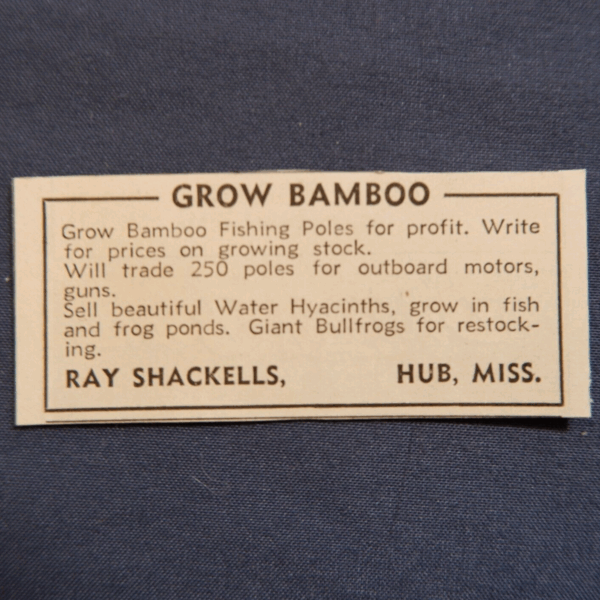 GROW BAMBOO
Grow Bamboo Fishing Poles for profit. Write
for prices on growing stock.
Will trade 250 poles for outboard motors,
guns.
Sell beautiful Water Hyacinths, grow in fish
and frog ponds. Giant Bullfrogs for restock-
ing.
RAY SHACKELLS, HUB, MISS.